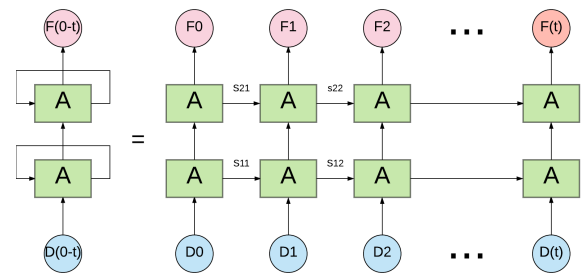 F(0-t) F0 F1 F2 ... F(t)
S21 s22
A A A A A
=
S11 S12
A A A A A
D(0-t) D0 D1 D2 ... D(t)